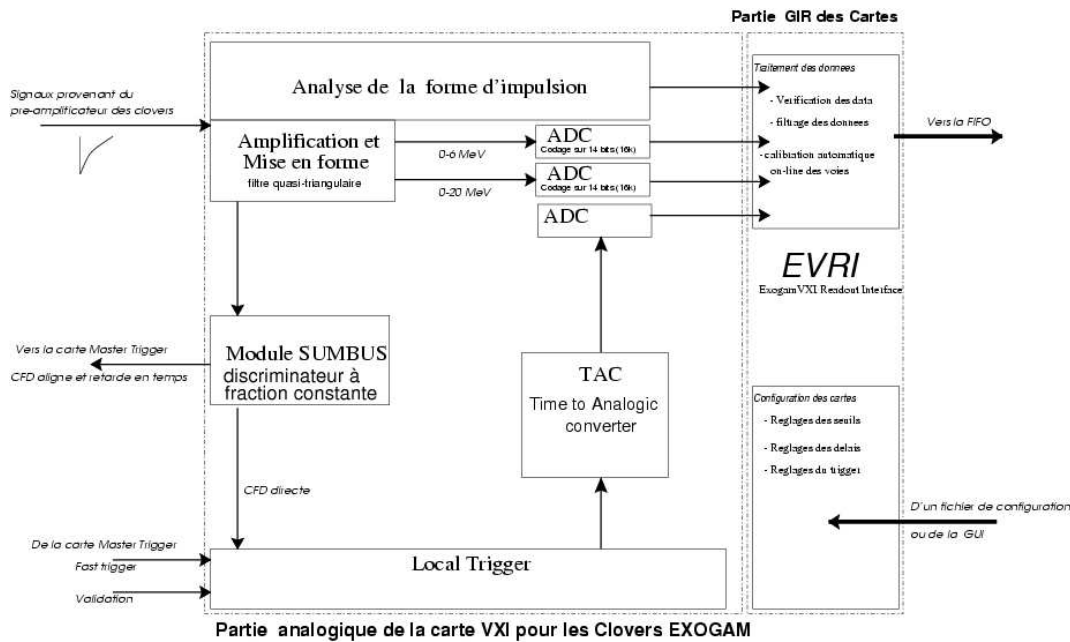 Partie GIR des Cartes
Analyse de la forme d'impulsion
Traitement des donnees
- Verification des data
- filtrage des donnees
-calibration automatique
on-line des voies
Signaux provenant du
pre-amplificateur des clovers
Amplification et
Mise en forme
filtre quasi-triangulaire
0-6 MeV
0-20 MeV
ADC
Codage sur 14 bits (16k)
ADC
Codage sur 14 bits (16k)
ADC
Vers la FIFO
EVRI
ExogamVXI Readout Interface
Vers la carte Master Trigger
CFD aligne et retarde en temps
Module SUMBUS
discriminateur à
fraction constante
TAC
Time to Analogic
converter
Configuration des cartes
- Reglages des seuils
- Reglages des delais
- Reglages du trigger
CFD directe
D'un fichier de configuration
ou de la GUI
De la carte Master Trigger
Fast trigger
Validation
Local Trigger
Partie analogique de la carte VXI pour les Clovers EXOGAM